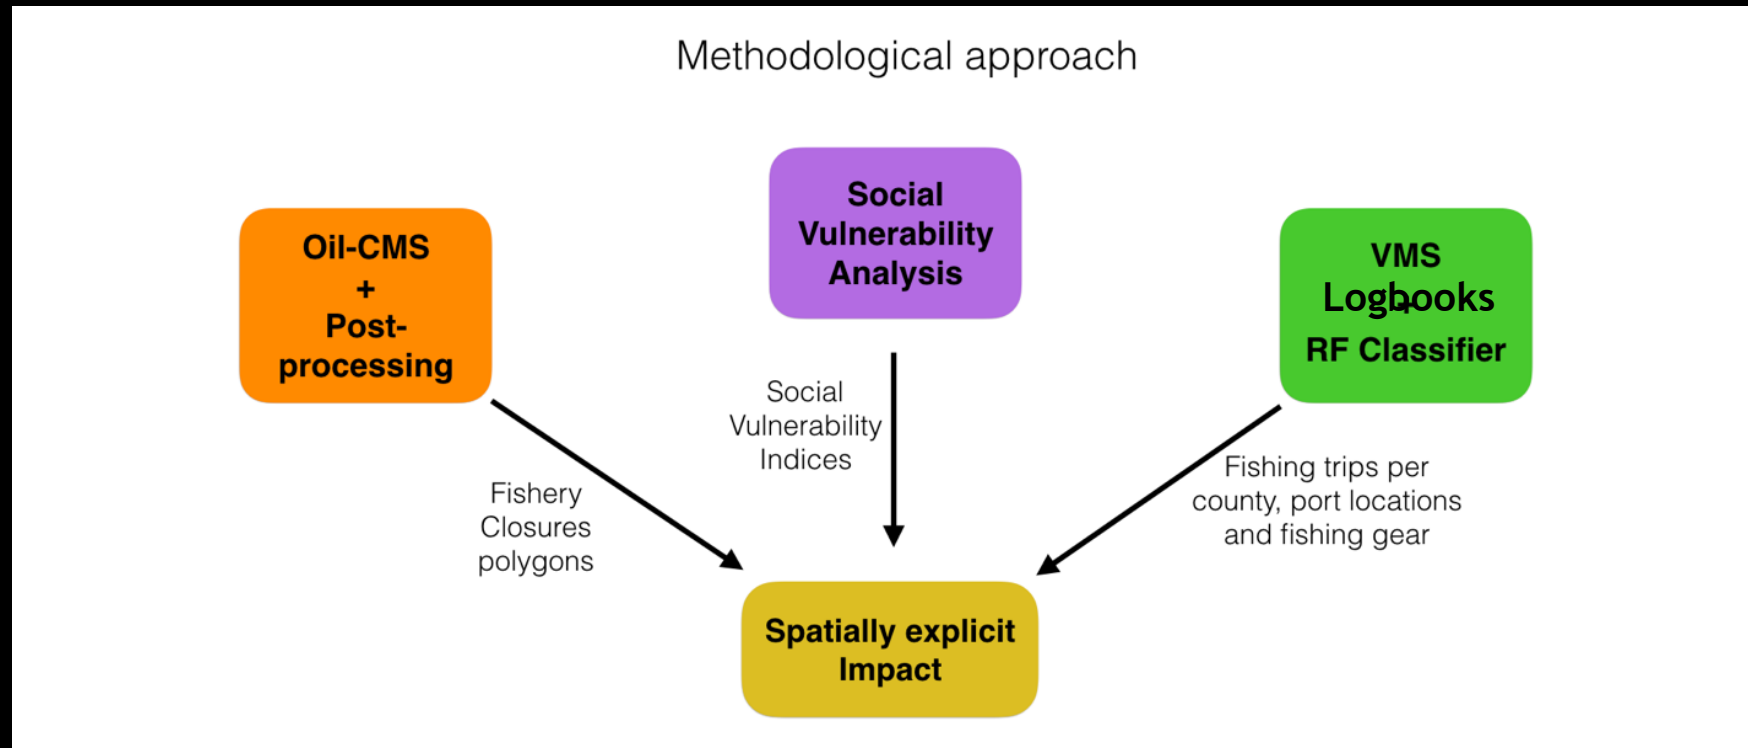 Methodological approach
Oil-CMS
+
Post-
processing
Social
Vulnerability
Analysis
VMS
Logbooks
+
RF Classifier
Social
Vulnerability
Indices
Fishery
Closures
polygons
Fishing trips per
county, port locations
and fishing gear
Spatially explicit
Impact